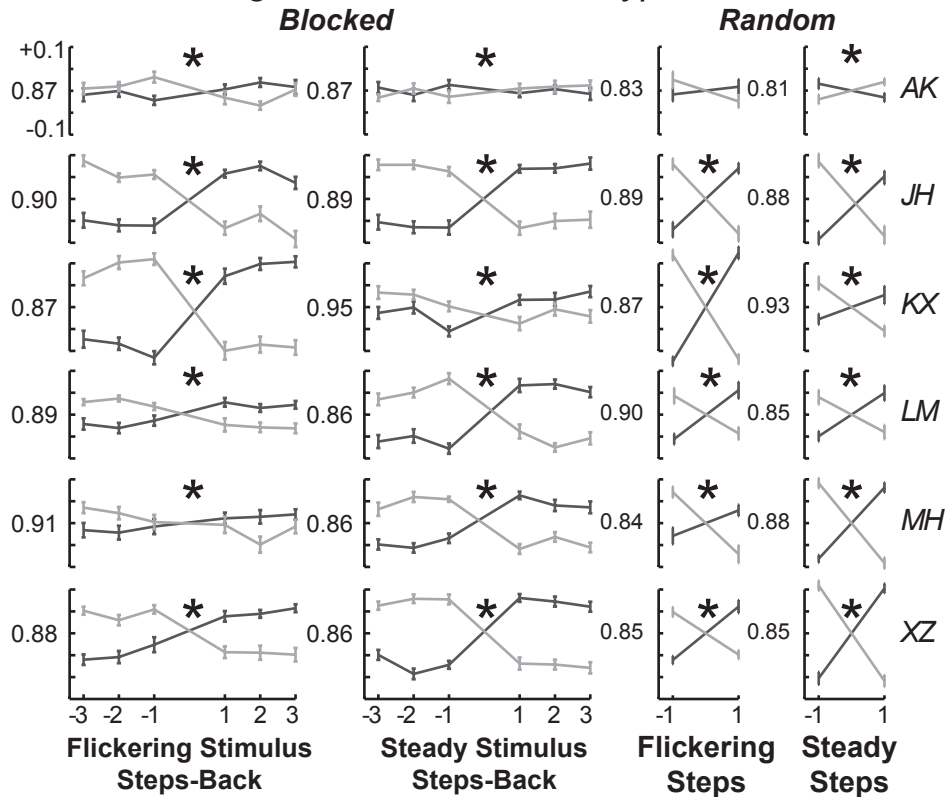 Blocked Random
+0.1 * * *
0.87 0.87 0.83 0.81 AK
-0.1
* * * *
0.90 0.89 0.89 0.88 JH
* * * *
0.87 0.95 0.87 0.93 KX
* * * *
0.89 0.86 0.90 0.85 LM
* * * *
0.91 0.86 0.84 0.88 MH
* * * *
0.88 0.86 0.85 0.85 XZ
-3 -2 -1 1 2 3 -3 -2 -1 1 2 3 -1 1 -1 1
Flickering Stimulus Steady Stimulus Flickering Steady
Steps-Back Steps-Back Steps Steps